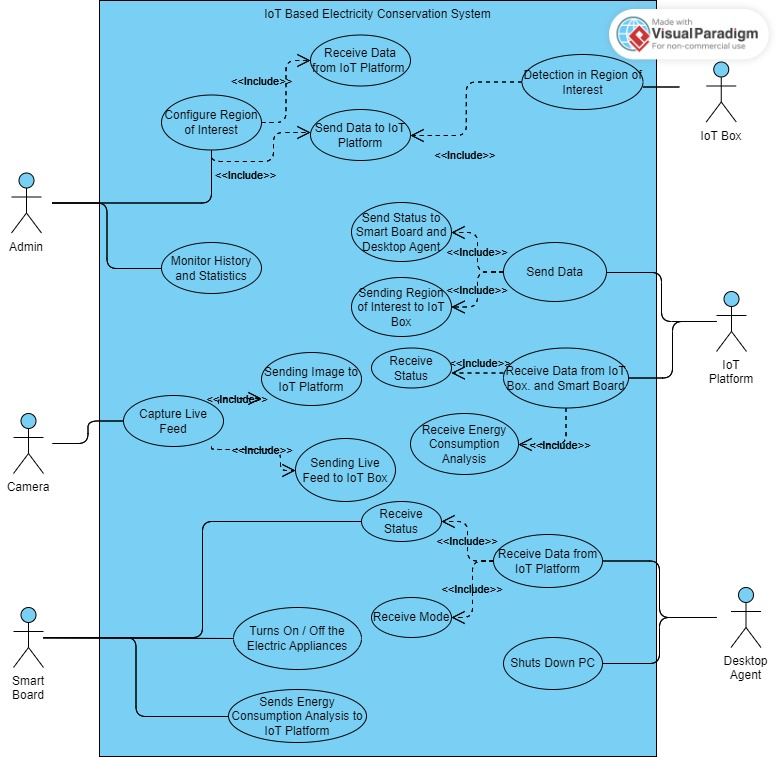 IoT Based Electricity Conservation System
Made with
VisualParadigm
For non-commercial use
Receive Data
from IoT Platform
<<Include>>
Detection in Region of
Interest
IoT Box
Configure Region
of Interest
Send Data to IoT
Platform
<<Include>>
<<Include>>
Admin
Send Status to
Smart Board and
Desktop Agent
<<Include>>
Monitor History
and Statistics
Send Data
<<Include>>
Sending Region
of Interest to IoT
Box
IoT
Platform
Receive
Status
<<Include>>
Receive Data from IoT
Box. and Smart Board
Sending Image to
IoT Platform
<<Include>>
Capture Live
Feed
Receive Energy
Consumption
Analysis
<<Include>>
<<Include>>
Sending Live
Feed to IoT Box
Camera
Receive
Status
<<Include>>
Receive Data from
IoT Platform
<<Include>>
Receive Mode
Turns On / Off the
Electric Appliances
Shuts Down PC
Desktop
Agent
Smart
Board
Sends Energy
Consumption Analysis to
IoT Platform